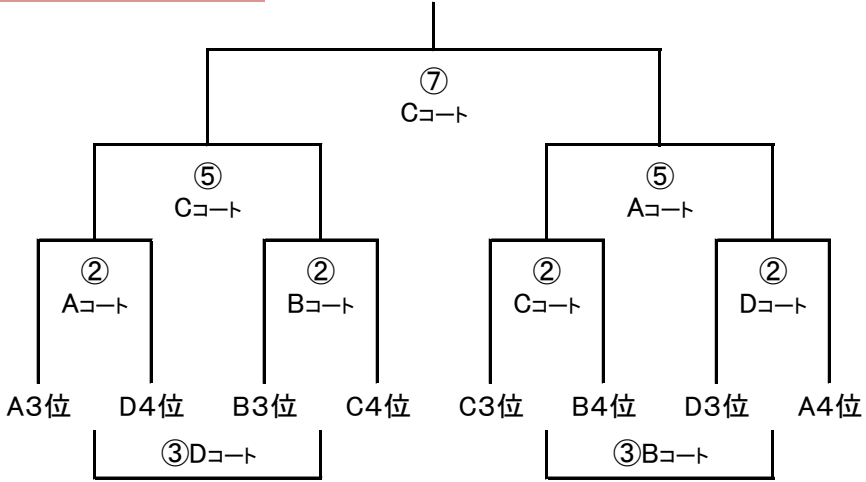 ⑦
Cコート
⑤ ⑤
Cコート Aコート
② ② ② ②
Aコート Bコート Cコート Dコート
A3位 D4位 B3位 C4位 C3位 B4位 D3位 A4位
③Dコート ③Bコート